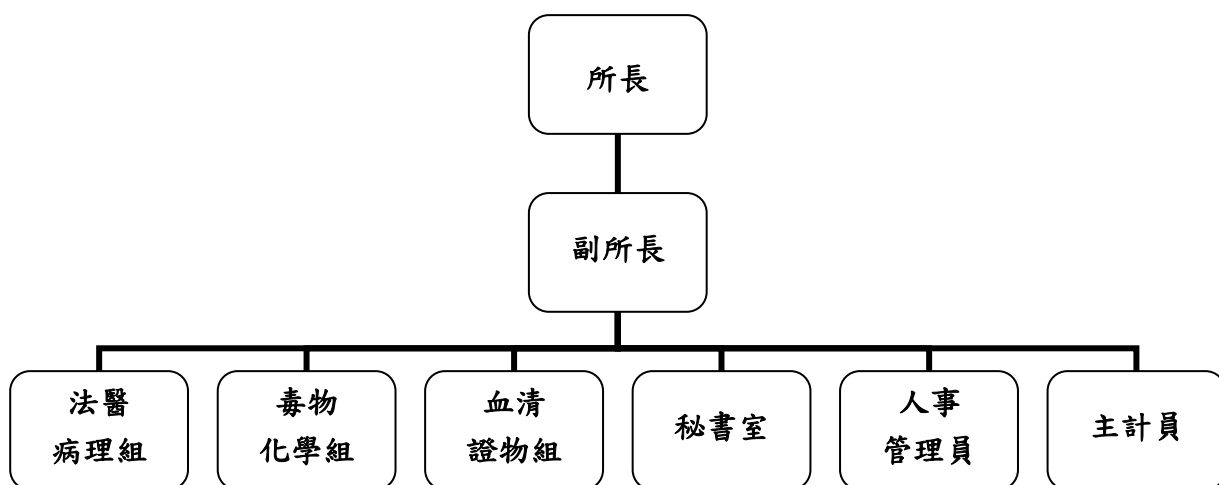 所長
副所長
法醫
病理組
毒物
化學組
血清
證物組
秘書室
人事
管理員
主計員